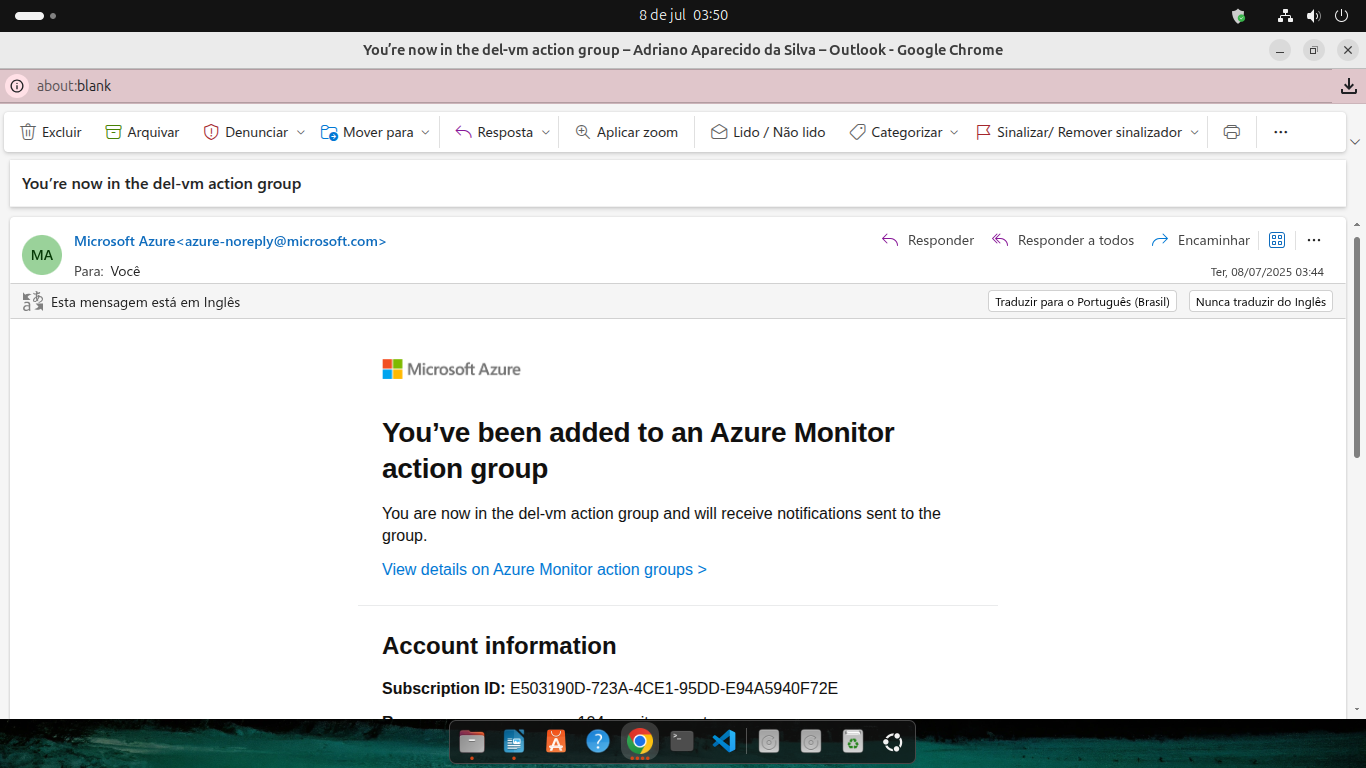 8 de jul 03:50
You're now in the del-vm action group – Adriano Aparecido da Silva – Outlook - Google Chrome
about:blank
Excluir Arquivar Denunciar Mover para Resposta Aplicar zoom Lido / Não lido Categorizar Sinalizar/ Remover sinalizador
You're now in the del-vm action group
MA
Microsoft Azure<azure-noreply@microsoft.com>
Responder Responder a todos Encaminhar
Para: Você
Ter, 08/07/2025 03:44
Esta mensagem está em Inglês
Traduzir para o Português (Brasil) Nunca traduzir do Inglês
Microsoft Azure
You've been added to an Azure Monitor
action group
You are now in the del-vm action group and will receive notifications sent to the
group.
View details on Azure Monitor action groups >
Account information
Subscription ID: E503190D-723A-4CE1-95DD-E94A5940F72E